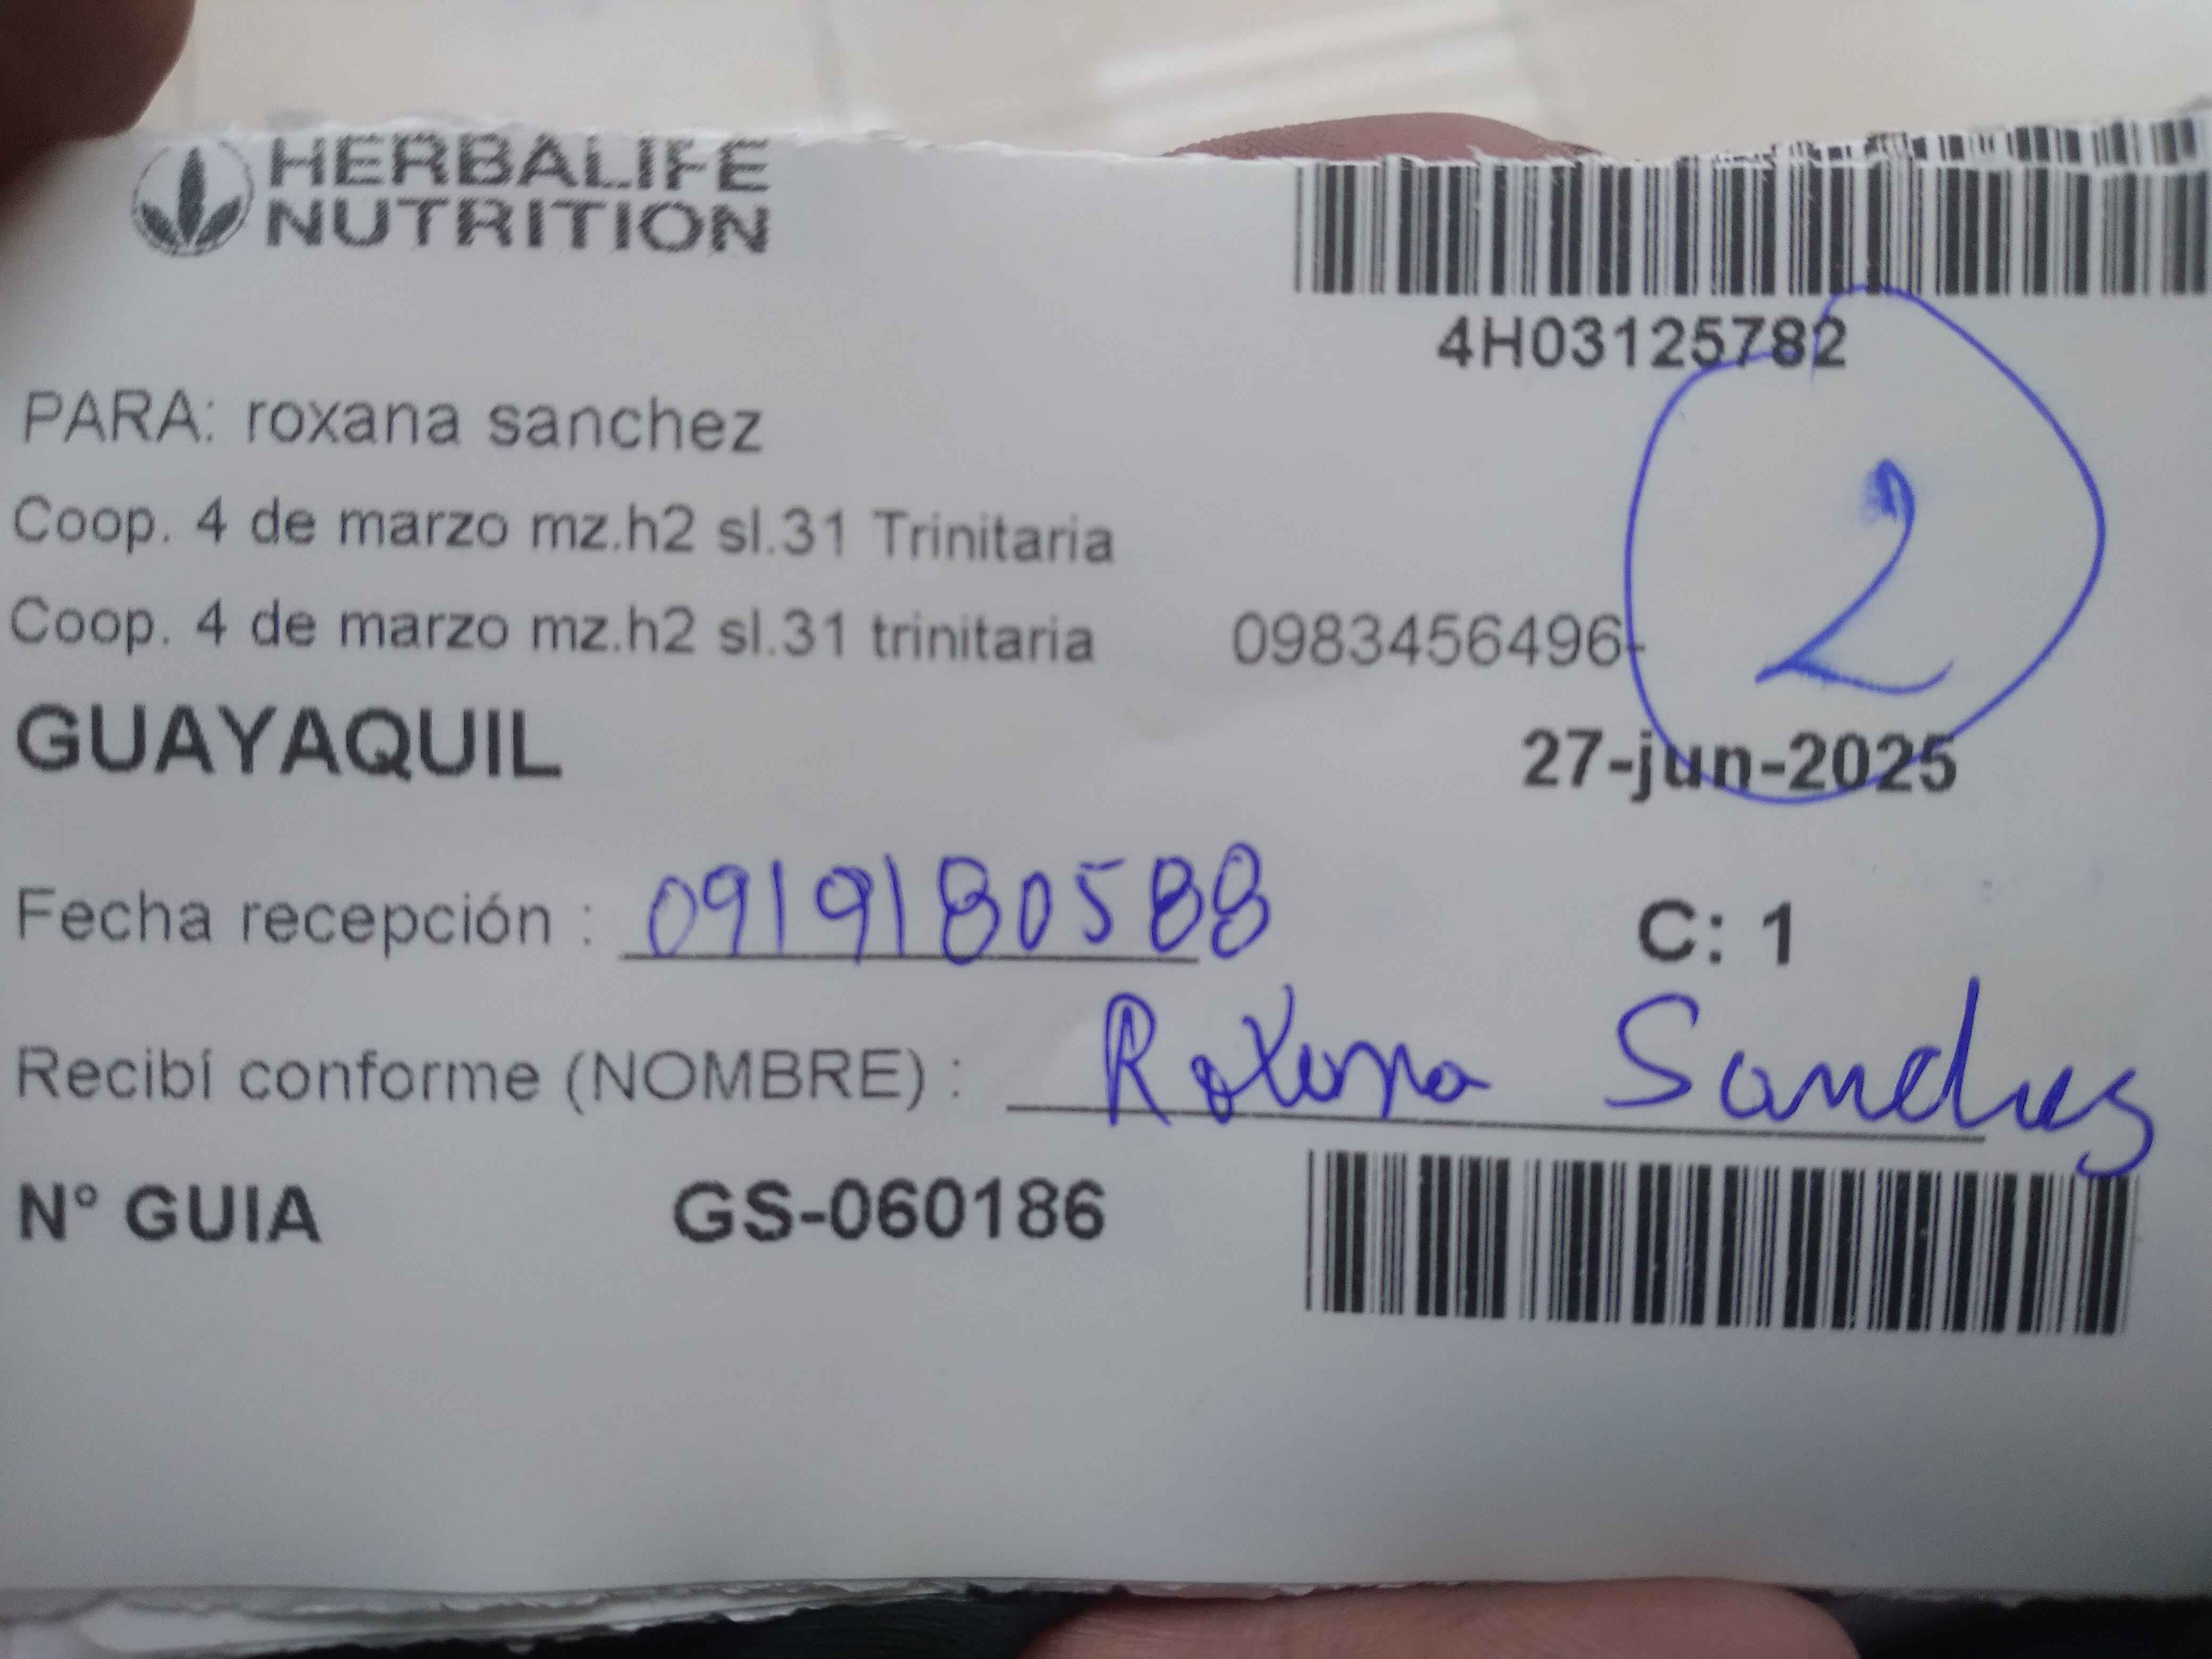 HERBALIFE
NUTRITION
4H03125782
PARA: roxana sanchez
Coop. 4 de marzo mz.h2 sl.31 Trinitaria
Coop. 4 de marzo mz.h2 sl.31 trinitaria 0983456496-
2
GUAYAQUIL 27-jun-2025
Fecha recepción : 0919180588 C: 1
Recibí conforme (NOMBRE) : Roxana Sanchez
N° GUIA GS-060186